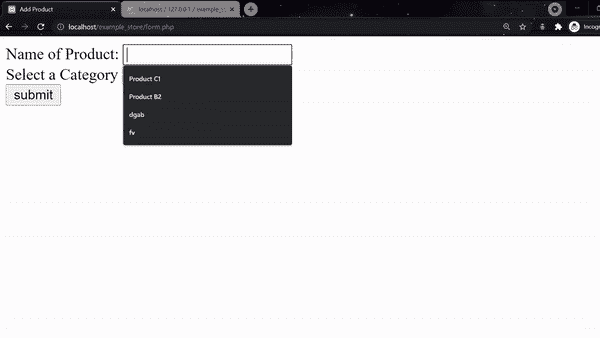 Add Product
localhost / 127.0.0.1 / example_s
localhost/example_store/form.php
Incog
Name of Product:
Select a Category
submit
Product C1
Product B2
dgab
fv